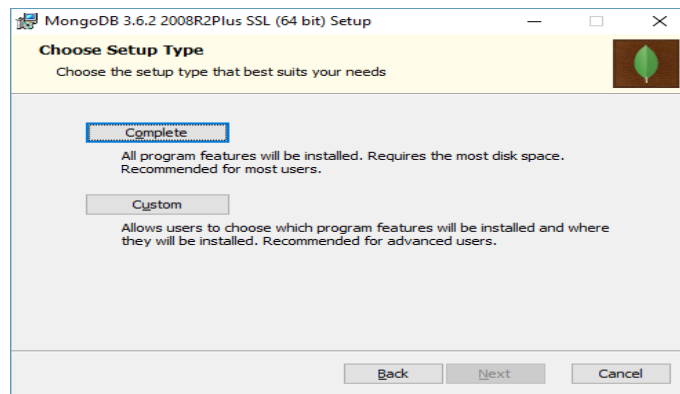 MongoDB 3.6.2 2008R2Plus SSL (64 bit) Setup
Choose Setup Type
Choose the setup type that best suits your needs
Complete
All program features will be installed. Requires the most disk space.
Recommended for most users.
Custom
Allows users to choose which program features will be installed and where
they will be installed. Recommended for advanced users.
Back Next Cancel